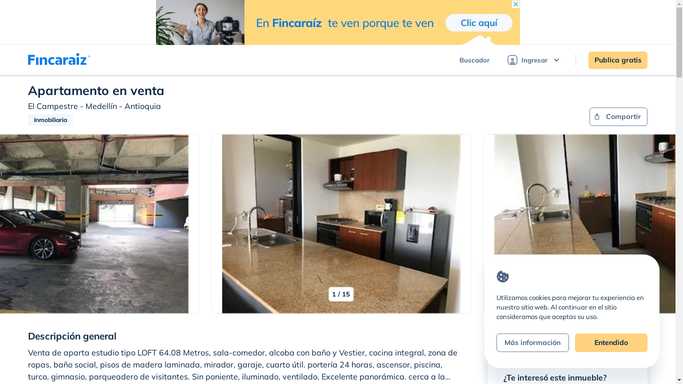 En Fincaraíz te ven porque te ven
Clic aquí
Fincaraiz
Buscador
Ingresar
Publica gratis
Apartamento en venta
El Campestre - Medellín - Antioquia
Inmobiliaria
Compartir
1 / 15
Utilizamos cookies para mejorar tu experiencia en
nuestro sitio web. Al continuar en el sitio
consideramos que aceptas su uso.
Más información
Entendido
Descripción general
Venta de aparta estudio tipo LOFT 64.08 Metros, sala-comedor, alcoba con baño y Vestier, cocina integral, zona de
ropas, baño social, pisos de madera laminada, mirador, garaje, cuarto útil. portería 24 horas, ascensor, piscina,
turco, gimnasio, parqueadero de visitantes. Sin poniente, iluminado, ventilado. Excelente panorámica. cerca a la...
¿Te interesó este inmueble?